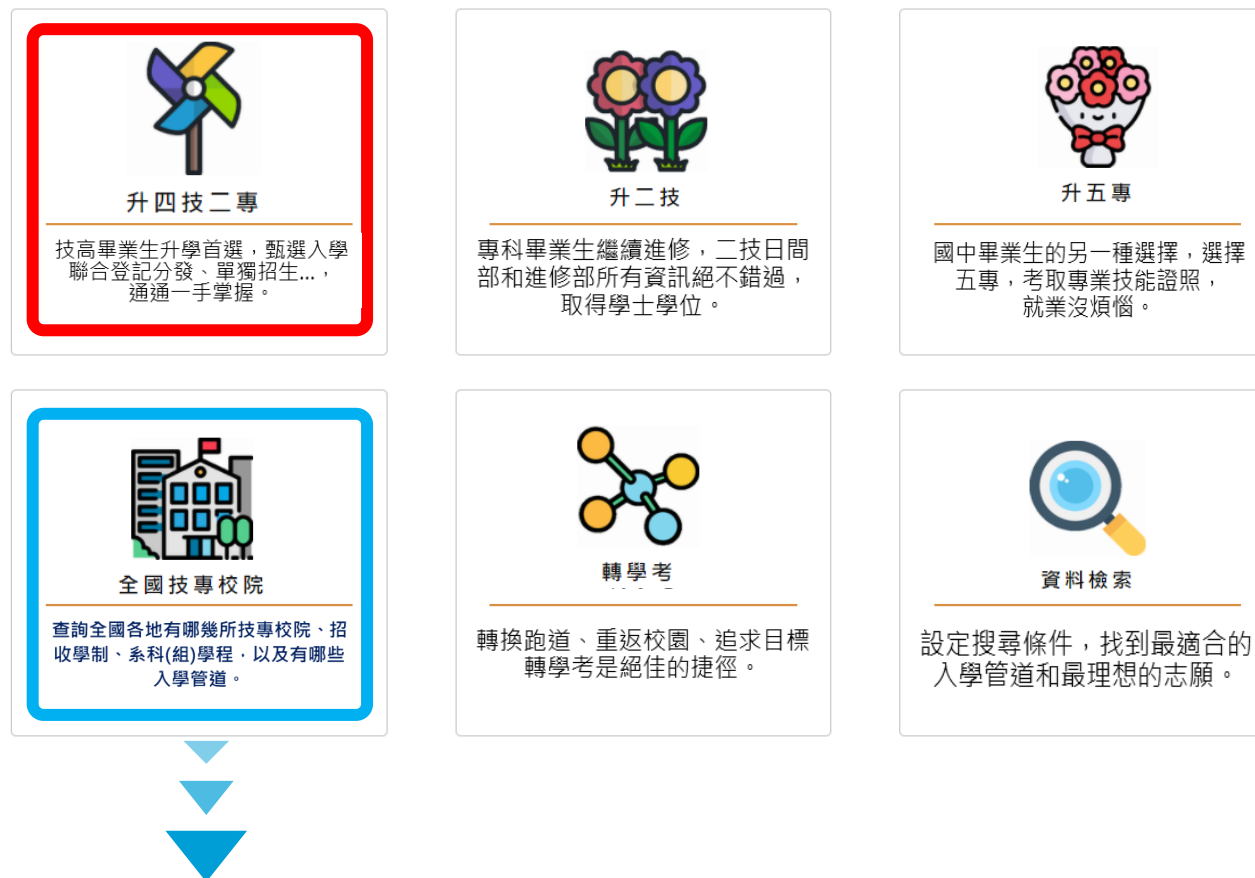 升四技二專
技高畢業生升學首選，甄選入學
聯合登記分發、單獨招生...，
通通一手掌握。
升二技
專科畢業生繼續進修，二技日間
部和進修部所有資訊絕不錯過，
取得學士學位。
升五專
國中畢業生的另一種選擇，選擇
五專，考取專業技能證照，
就業沒煩惱。
全國技專校院
查詢全國各地有哪幾所技專校院、招
收學制、系科(組)學程，以及有哪些
入學管道。
轉學考
轉換跑道、重返校園、追求目標
轉學考是絕佳的捷徑。
資料檢索
設定搜尋條件，找到最適合的
入學管道和最理想的志願。